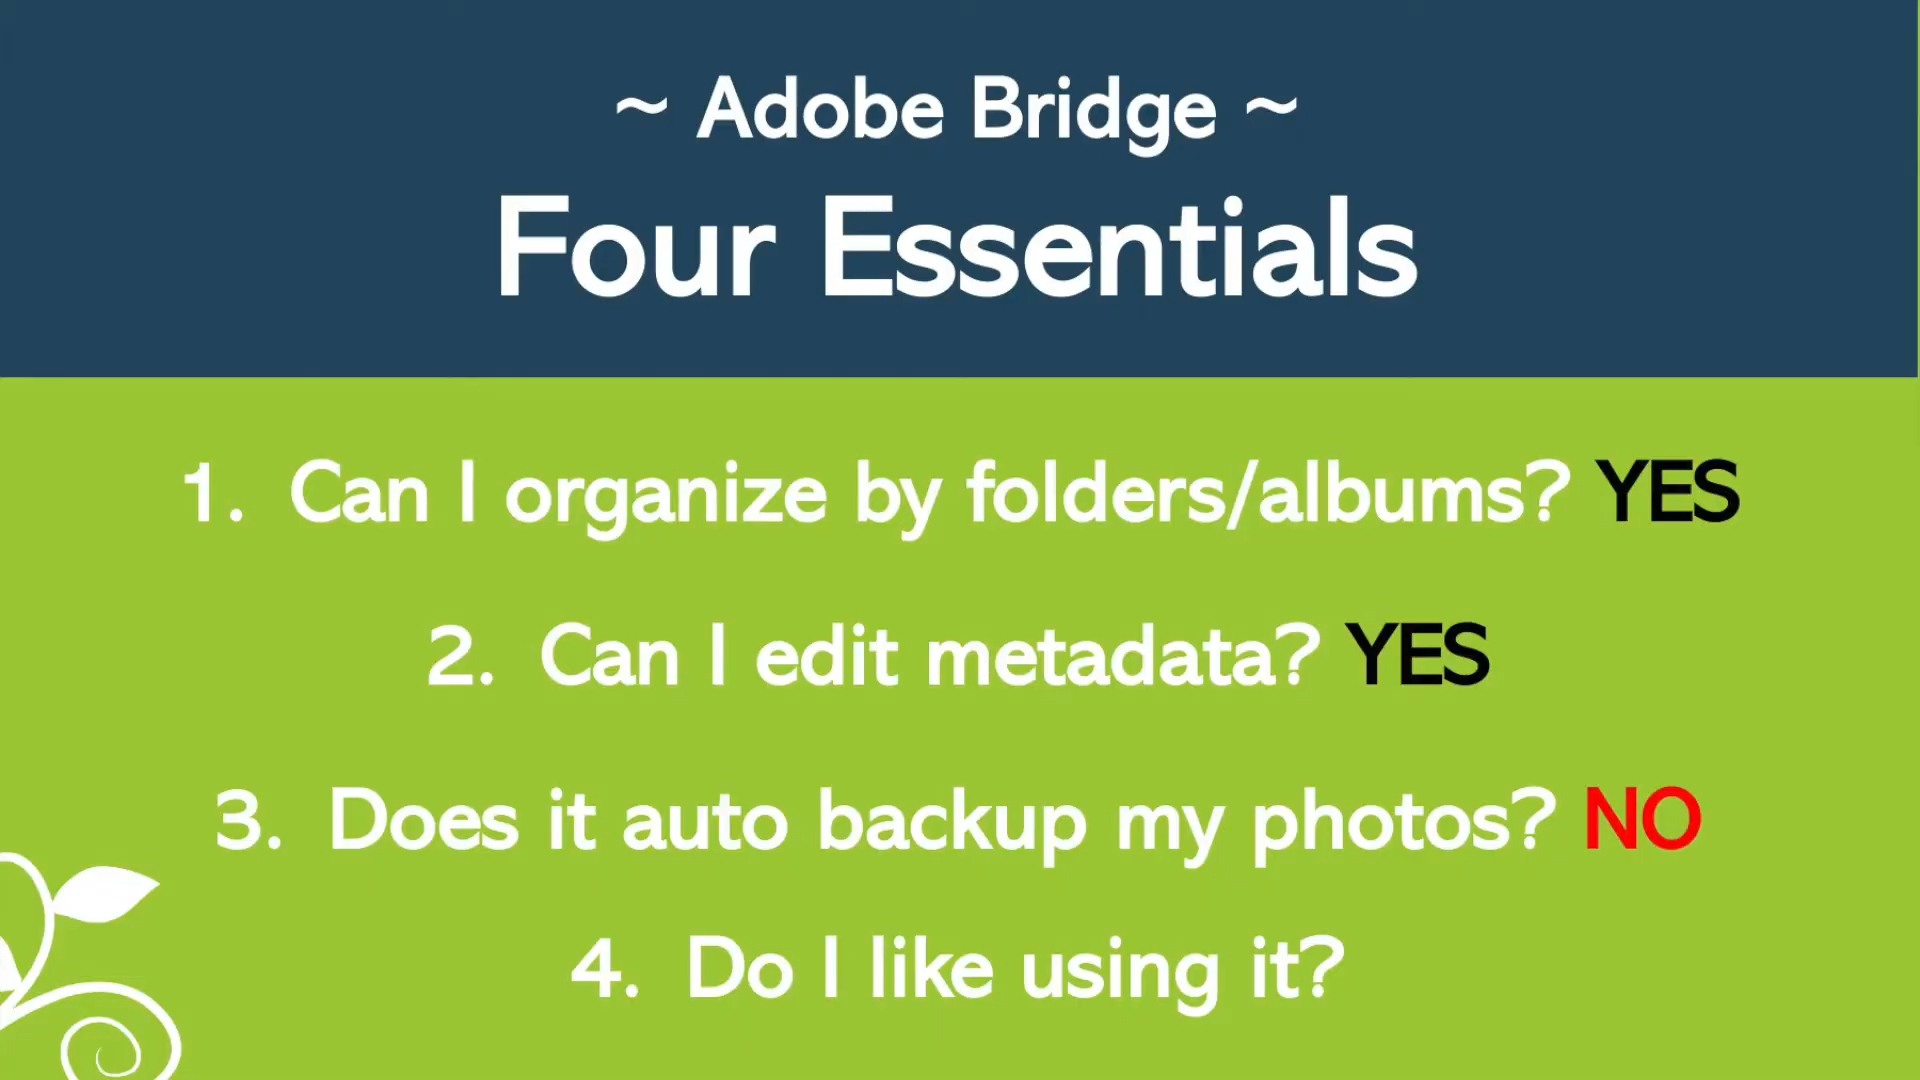 ~ Adobe Bridge ~
Four Essentials
1. Can I organize by folders/albums? YES
2. Can I edit metadata? YES
3. Does it auto backup my photos? NO
4. Do I like using it?